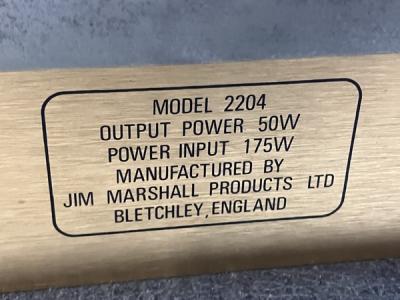 MODEL 2204
OUTPUT POWER 50W
POWER INPUT 175W
MANUFACTURED BY
JIM MARSHALL PRODUCTS LTD
BLETCHLEY, ENGLAND